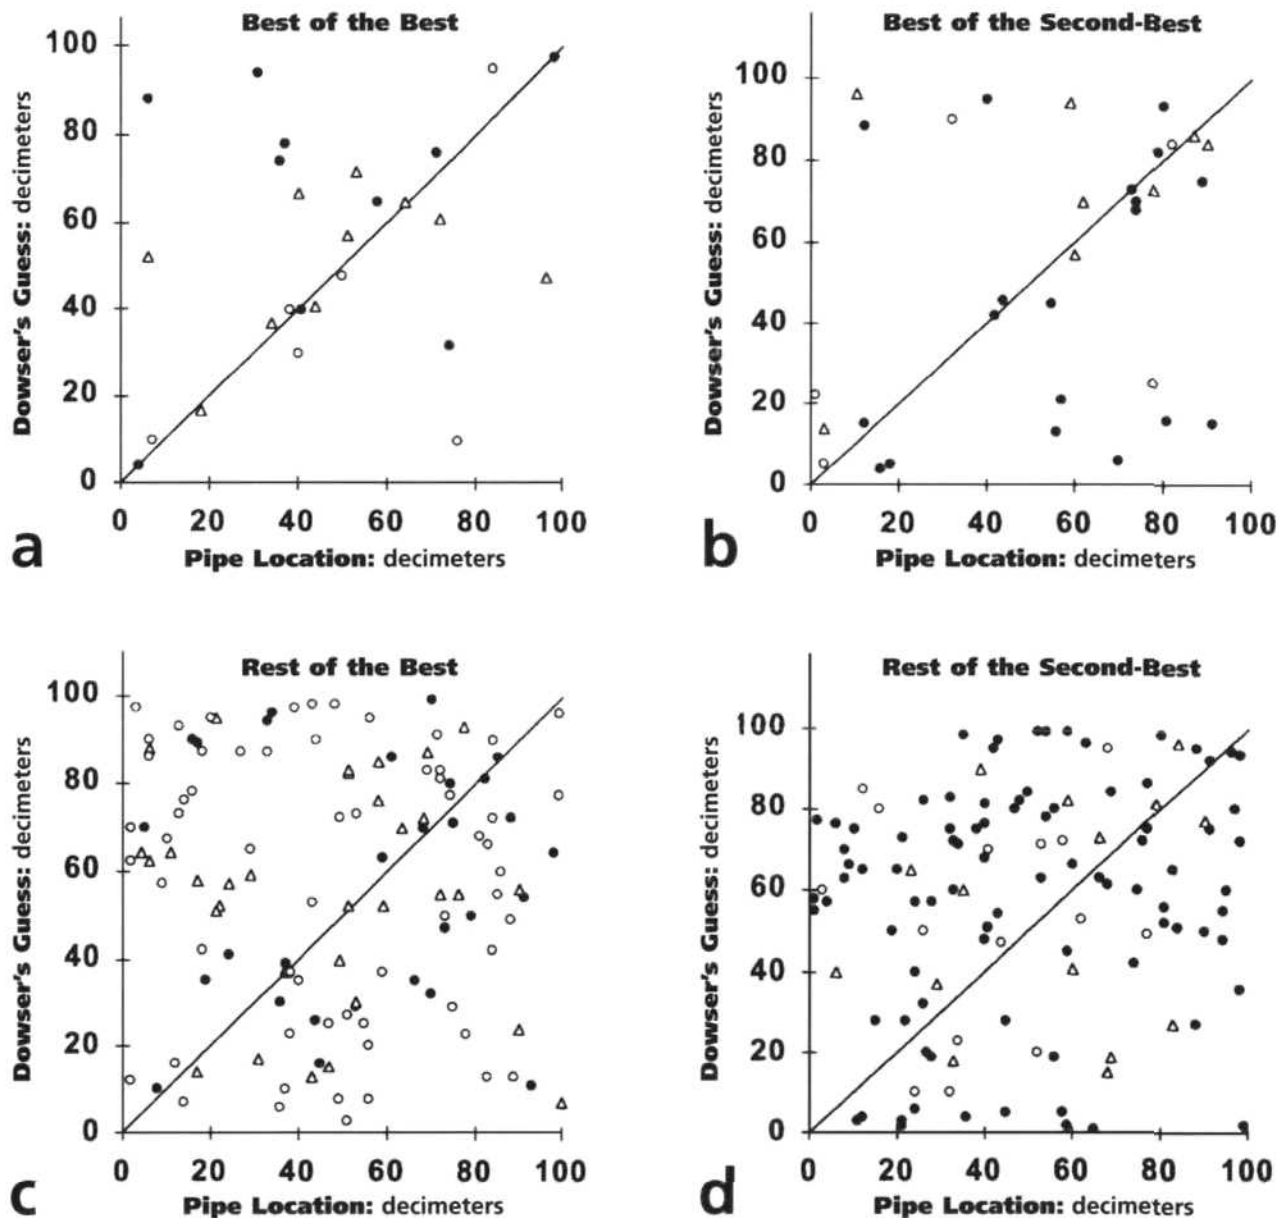 Best of the Best
Dowser's Guess: decimeters
100
80
60
40
20
0
0 20 40 60 80 100
a
Pipe Location: decimeters
Best of the Second-Best
Dowser's Guess: decimeters
100
80
60
40
20
0
0 20 40 60 80 100
b
Pipe Location: decimeters
Rest of the Best
Dowser's Guess: decimeters
100
80
60
40
20
0
0 20 40 60 80 100
c
Pipe Location: decimeters
Rest of the Second-Best
Dowser's Guess: decimeters
100
80
60
40
20
0
0 20 40 60 80 100
d
Pipe Location: decimeters